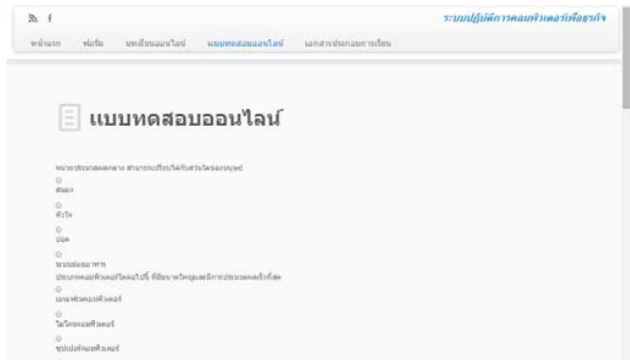 ระบบปฏิบัติการคอมพิวเตอร์เพื่อธุรกิจ
หน้าแรก ฟอรั่ม บทเรียนออนไลน์ แบบทดสอบออนไลน์ เอกสารประกอบการเรียน
แบบทดสอบออนไลน์
หน่วยประมวลผลกลาง สามารถเปรียบได้กับส่วนใดของมนุษย์
สมอง
หัวใจ
ปอด
ระบบย่อยอาหาร
ประเภทคอมพิวเตอร์ใดต่อไปนี้ ที่มีขนาดใหญ่และมีการประมวลผลเร็วที่สุด
เมนเฟรมคอมพิวเตอร์
ไมโครคอมพิวเตอร์
ซุปเปอร์คอมพิวเตอร์